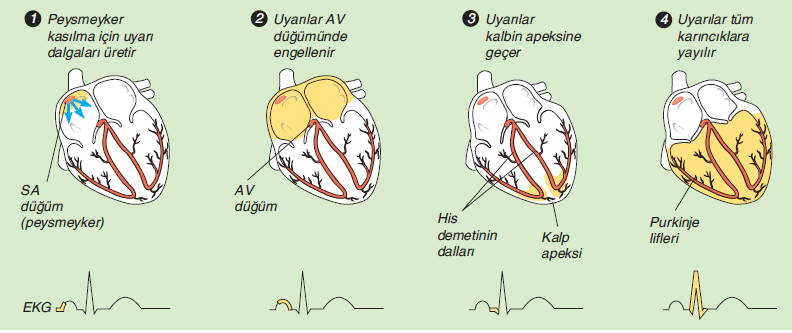 1 Peysmeyker
kasılma için uyarı
dalgaları üretir
2 Uyarılar AV
düğümünde
engellenir
3 Uyarılar
kalbin apeksine
geçer
4 Uyarılar tüm
karıncıklara
yayılır
SA
düğüm
(peysmeyker)
AV
düğüm
His
demetinin
dalları
Kalp
apeksi
Purkinje
lifleri
EKG